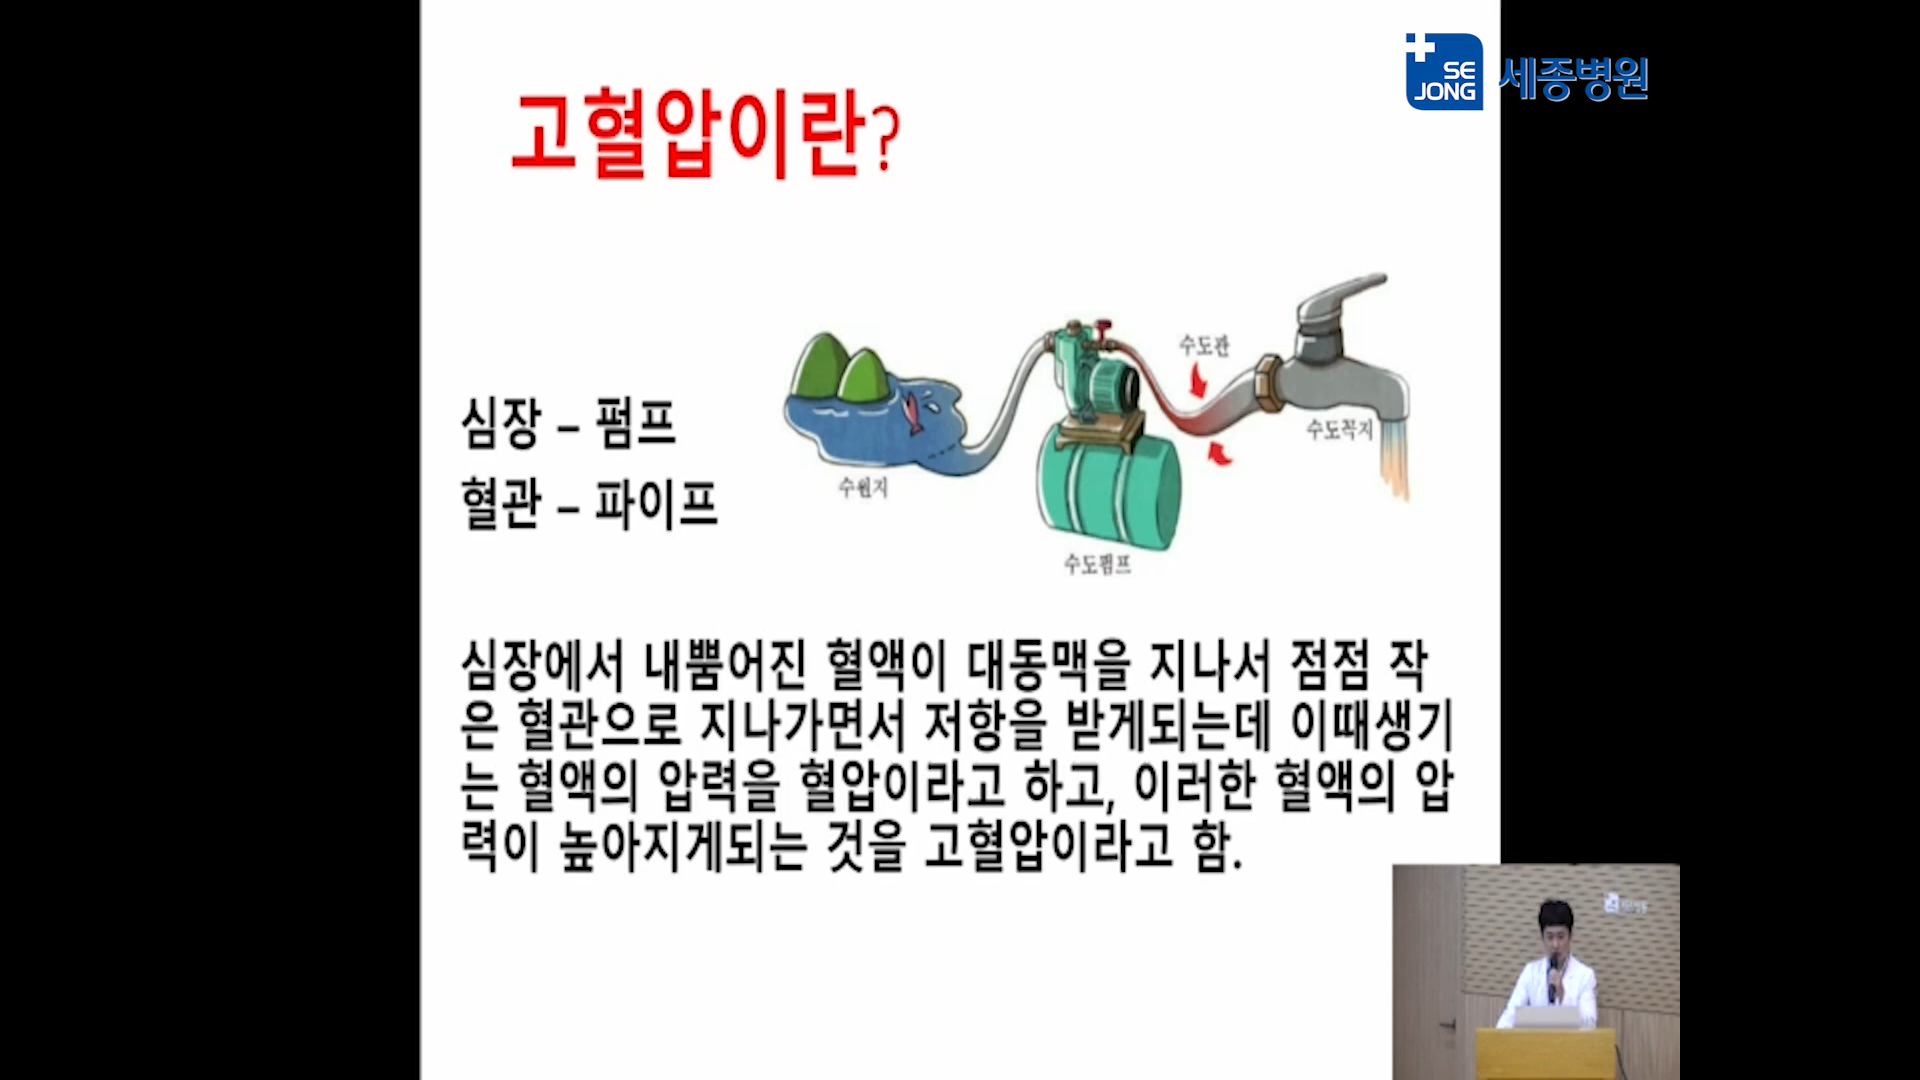 고혈압이란?
SE
JONG
세종병원
심장 – 펌프
혈관 – 파이프
수도관
수도꼭지
수원지
수도펌프
심장에서 내뿜어진 혈액이 대동맥을 지나서 점점 작
은 혈관으로 지나가면서 저항을 받게되는데 이때생기
는 혈액의 압력을 혈압이라고 하고, 이러한 혈액의 압
력이 높아지게되는 것을 고혈압이라고 함.